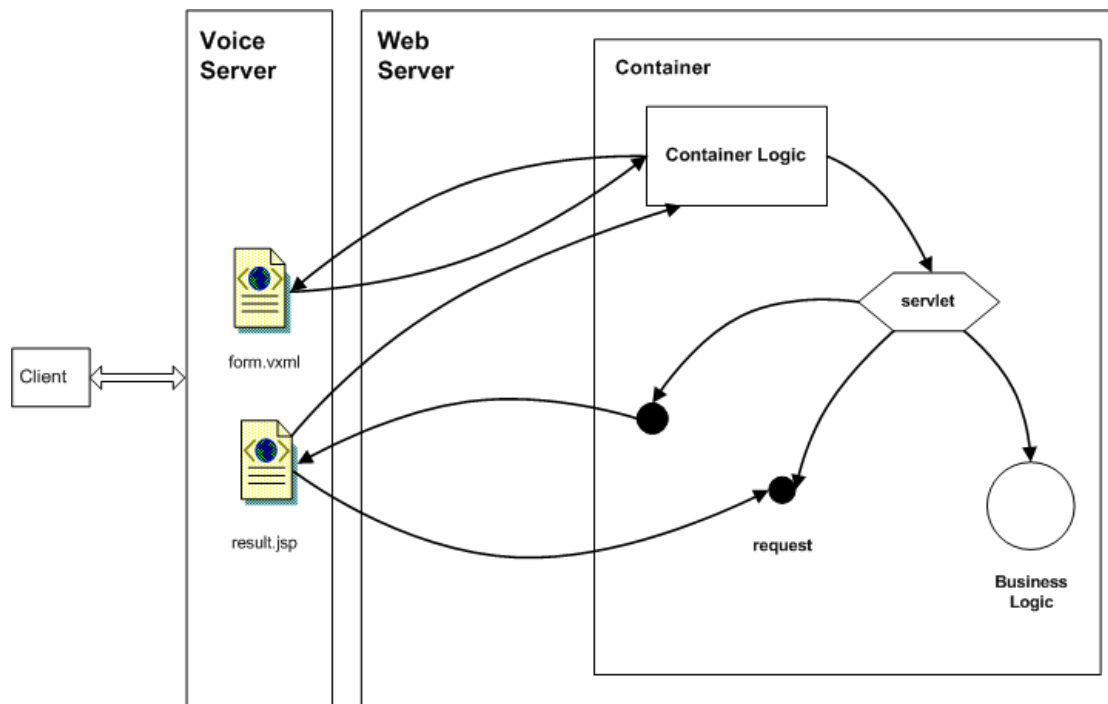 Voice
Server
Web
Server
Container
Container Logic
servlet
form.vxml
Client
result.jsp
request
Business
Logic